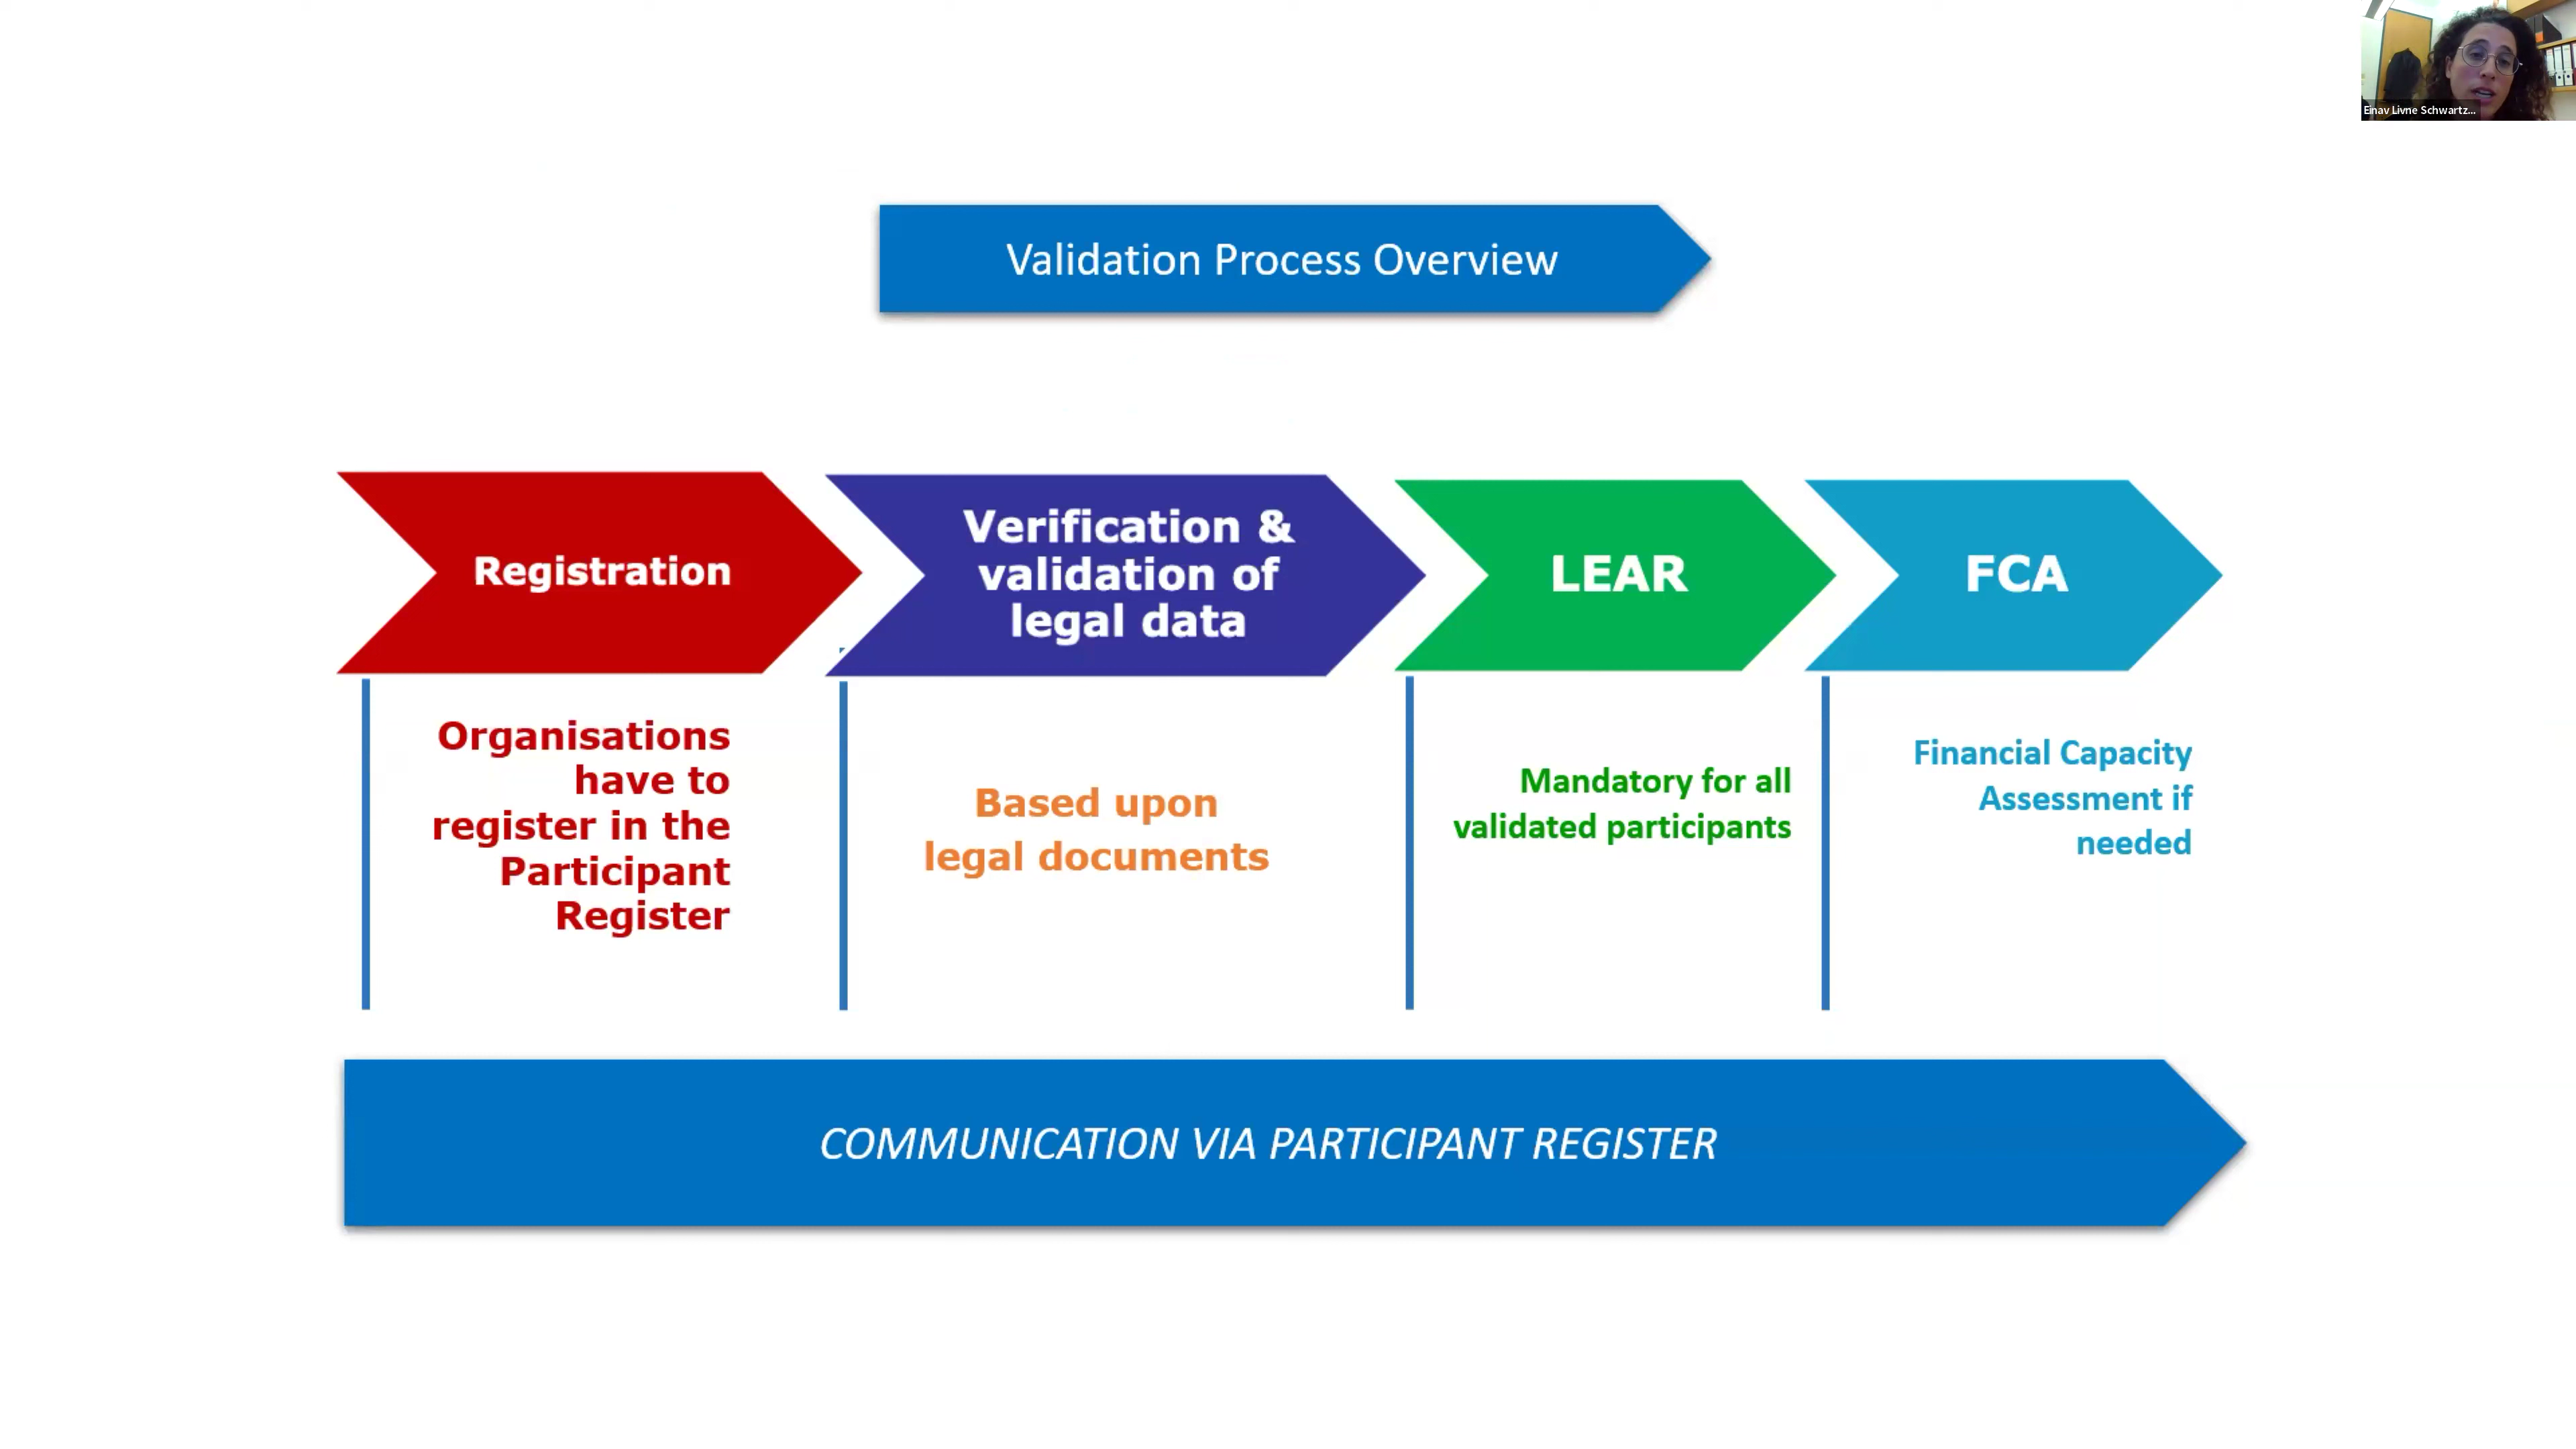 Einav Livne Schwartz...
Validation Process Overview
Registration
Verification &
validation of
legal data
LEAR
FCA
Organisations
have to
register in the
Participant
Register
Based upon
legal documents
Mandatory for all
validated participants
Financial Capacity
Assessment if
needed
COMMUNICATION VIA PARTICIPANT REGISTER